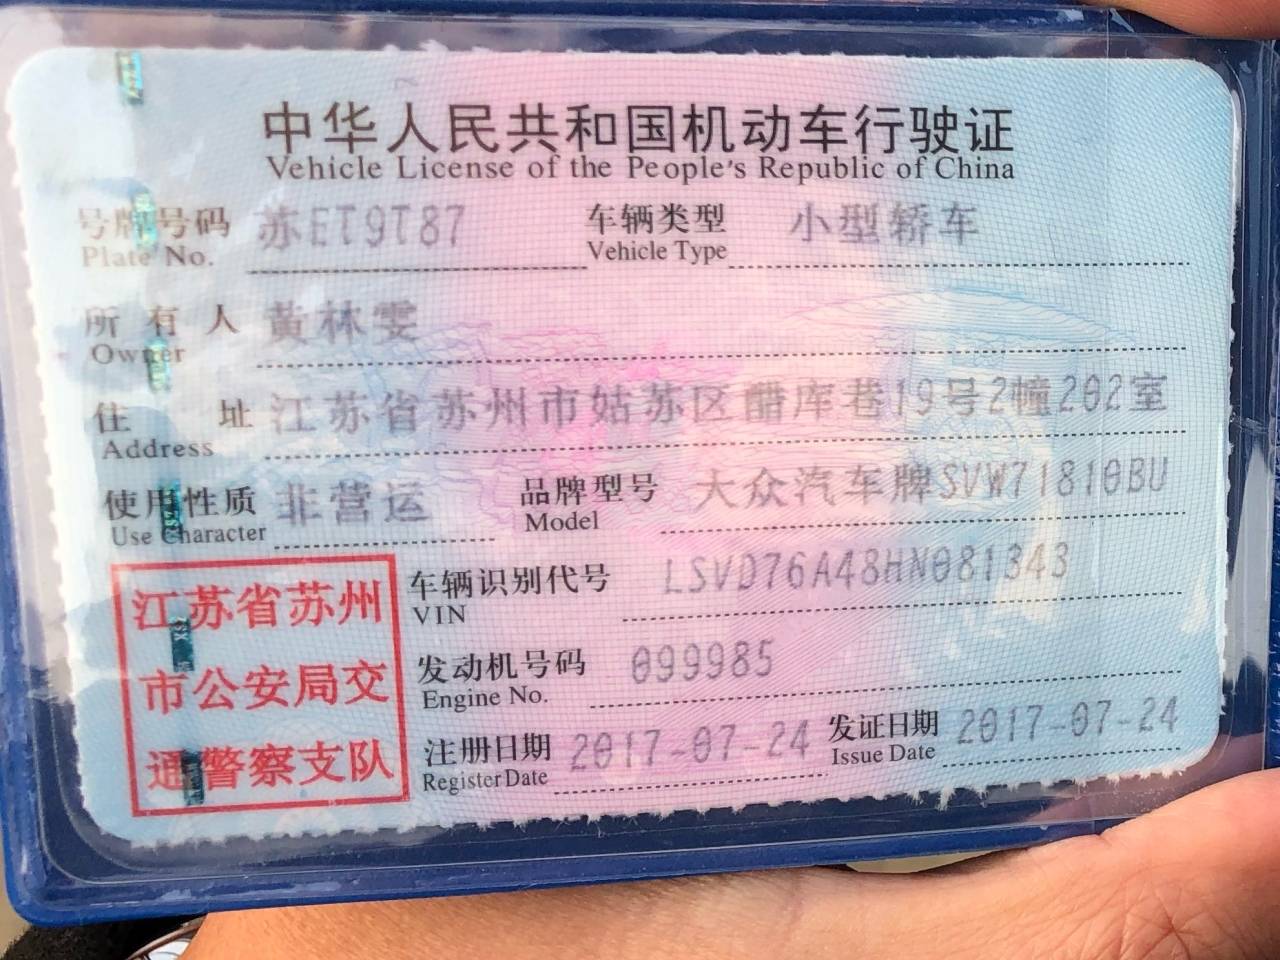 中华人民共和国机动车行驶证
Vehicle License of the People's Republic of China
号牌号码 苏ET9T87 车辆类型 小型轿车
Plate No. Vehicle Type
所有人 黄林雯
Owner
住址 江苏省苏州市姑苏区醋库巷19号2幢202室
Address
使用性质 非营运 品牌型号 大众汽车牌SVW71810BU
Use Character Model
江苏省苏州
市公安局交
通警察支队
车辆识别代号 LSVD76A48HN081343
VIN
发动机号码 099985
Engine No.
注册日期 2017-07-24 发证日期 2017-07-24
Register Date Issue Date